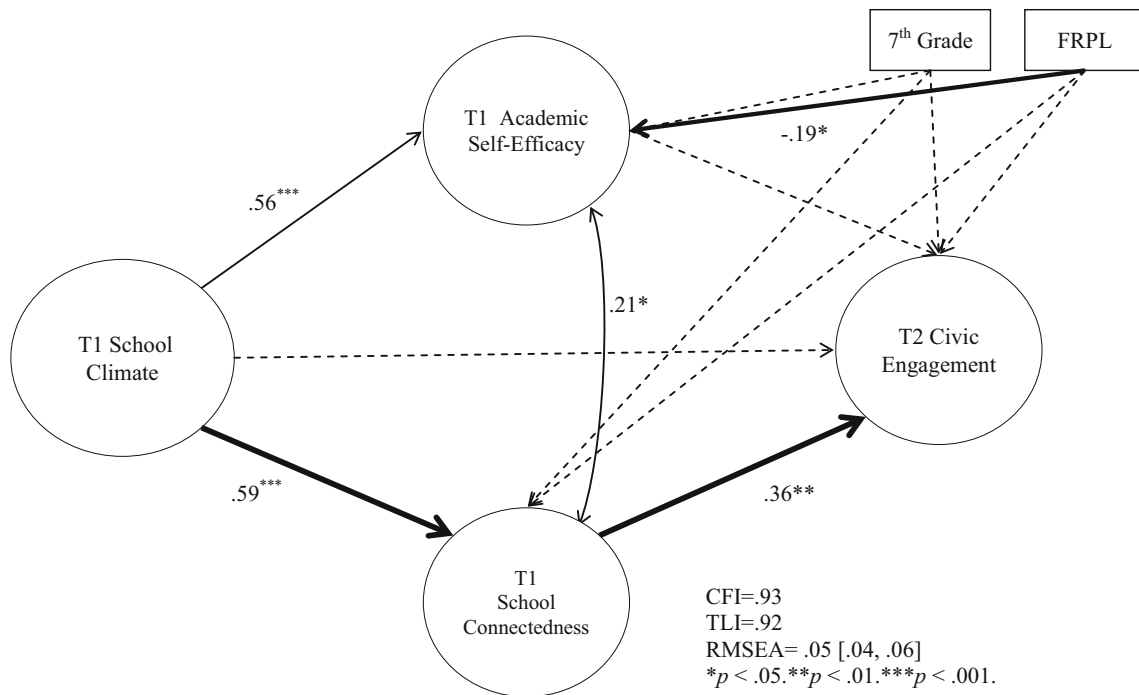 7th Grade
FRPL
T1 Academic
Self-Efficacy
-.19*
.56***
.21*
T1 School
Climate
T2 Civic
Engagement
.59***
.36**
T1
School
Connectedness
CFI=.93
TLI=.92
RMSEA= .05 [.04, .06]
*p < .05.**p < .01.***p < .001.